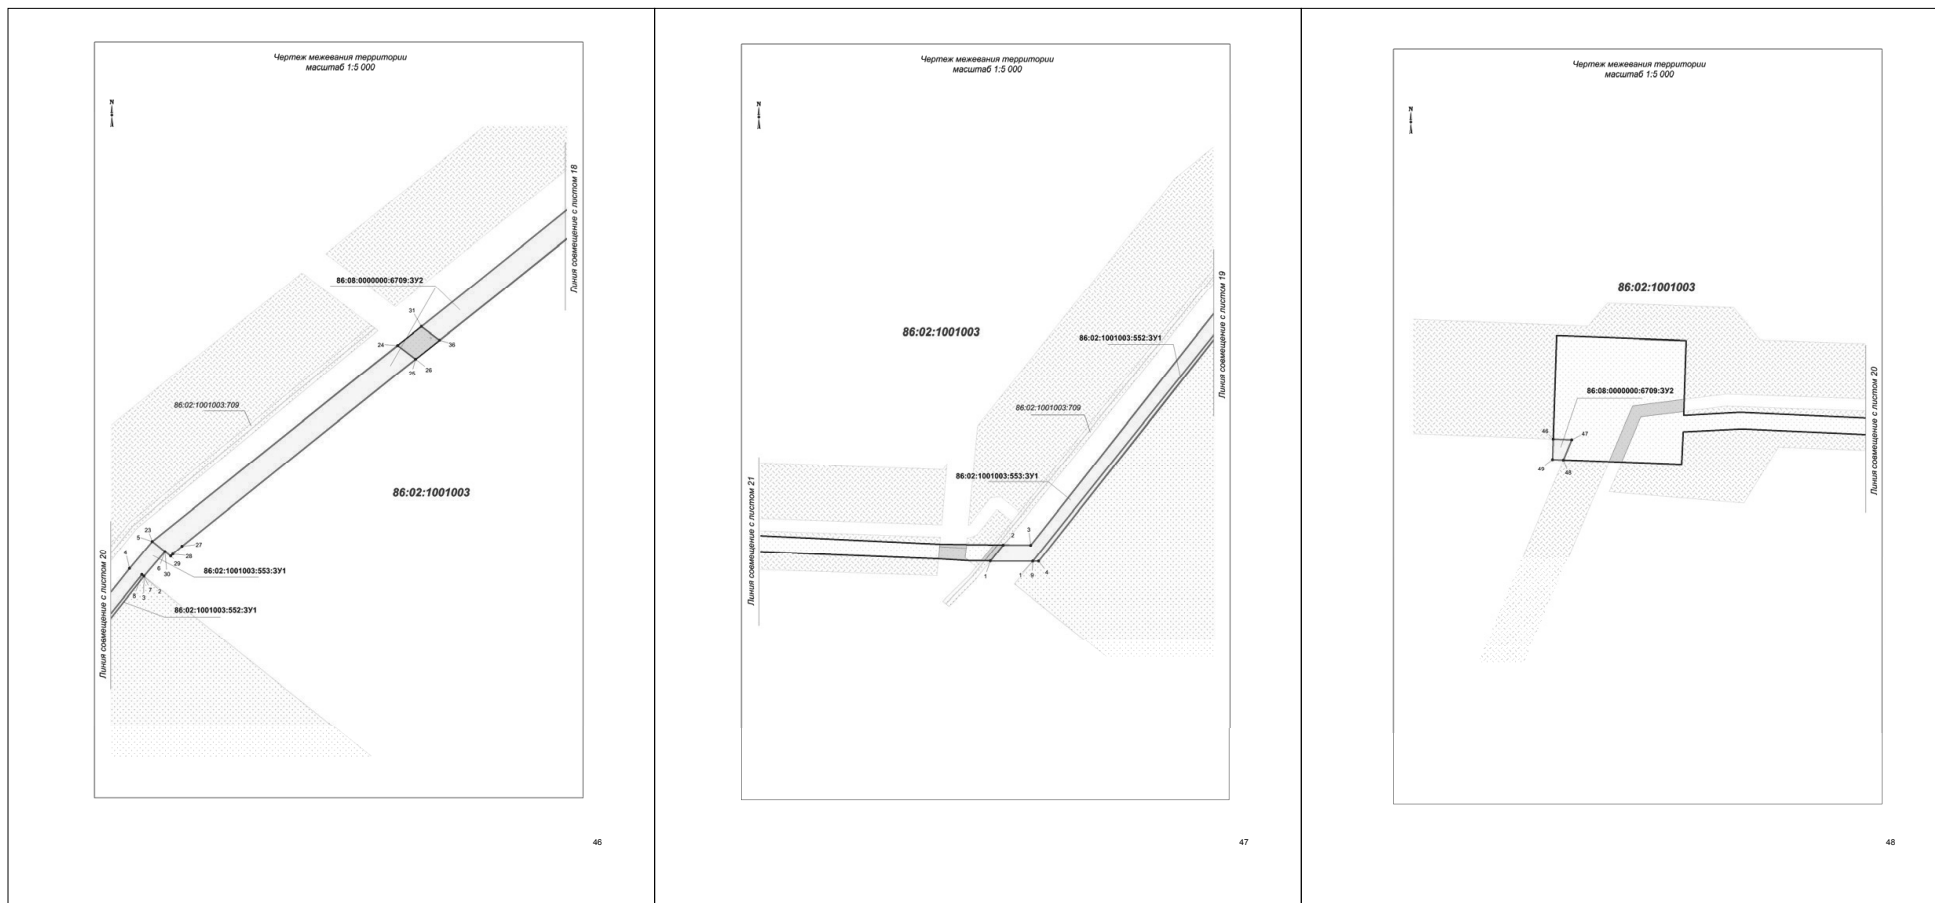 Чертеж межевания территории
масштаб 1:5 000
N
Линия совмещение с листом 18
86:08:0000000:6709:ЗУ2
31
24
36
25
26
86:02:1001003:709
86:02:1001003
23
5
27
4
28
29
6
30
86:02:1001003:553:ЗУ1
7
2
3
86:02:1001003:552:ЗУ1
Линия совмещение с листом 20
46
Чертеж межевания территории
масштаб 1:5 000
N
Линия совмещение с листом 19
86:02:1001003
86:02:1001003:552:ЗУ1
86:02:1001003:709
86:02:1001003:553:ЗУ1
2
3
1
1
9
4
Линия совмещение с листом 21
47
Чертеж межевания территории
масштаб 1:5 000
N
86:02:1001003
Линия совмещение с листом 20
86:08:0000000:6709:ЗУ2
46
47
49
48
48